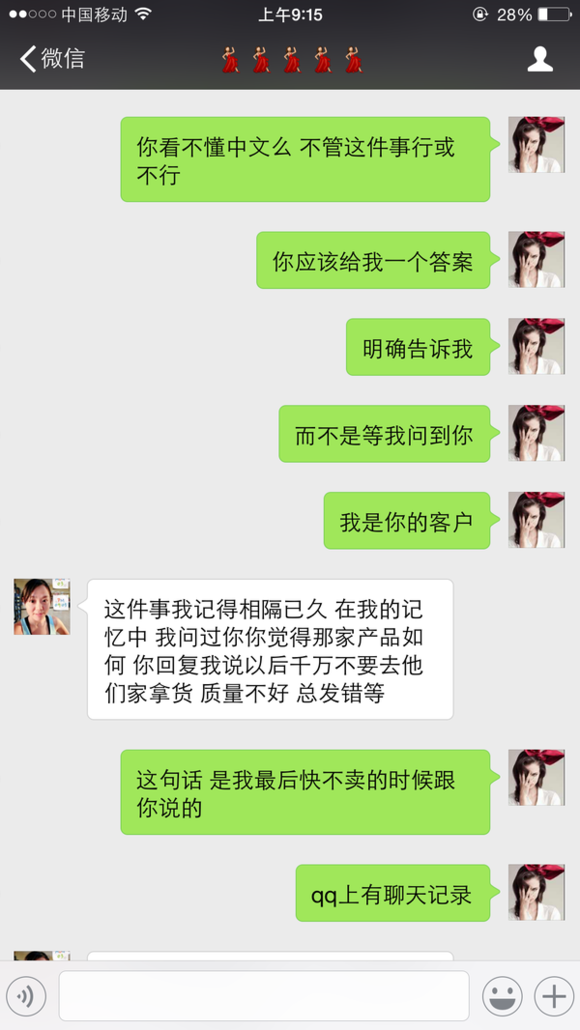 中国移动 上午9:15 28%
微信
你看不懂中文么 不管这件事行或
不行
你应该给我一个答案
明确告诉我
而不是等我问到你
我是你的客户
这件事我记得相隔已久 在我的记
忆中 我问过你你觉得那家产品如
何 你回复我说以后千万不要去他
们家拿货 质量不好 总发错等
这句话 是我最后快不卖的时候跟
你说的
qq上有聊天记录